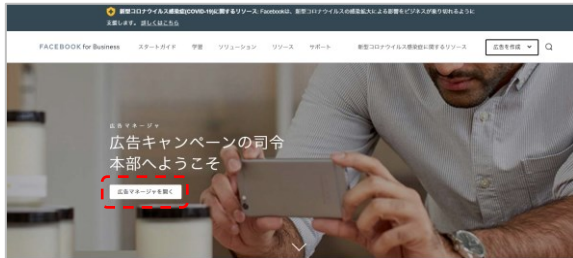 新型コロナウイルス感染症(COVID-19)に関するリソース: Facebookは、新型コロナウイルスの感染拡大による影響をビジネスが乗り切れるように
支援します。 詳しくはこちら
FACEBOOK for Business スタートガイド 学習 ソリューション リソース サポート 新型コロナウイルス感染症に関するリソース 広告を作成
広告マネージャ
広告キャンペーンの司令
本部へようこそ
広告マネージャを開く